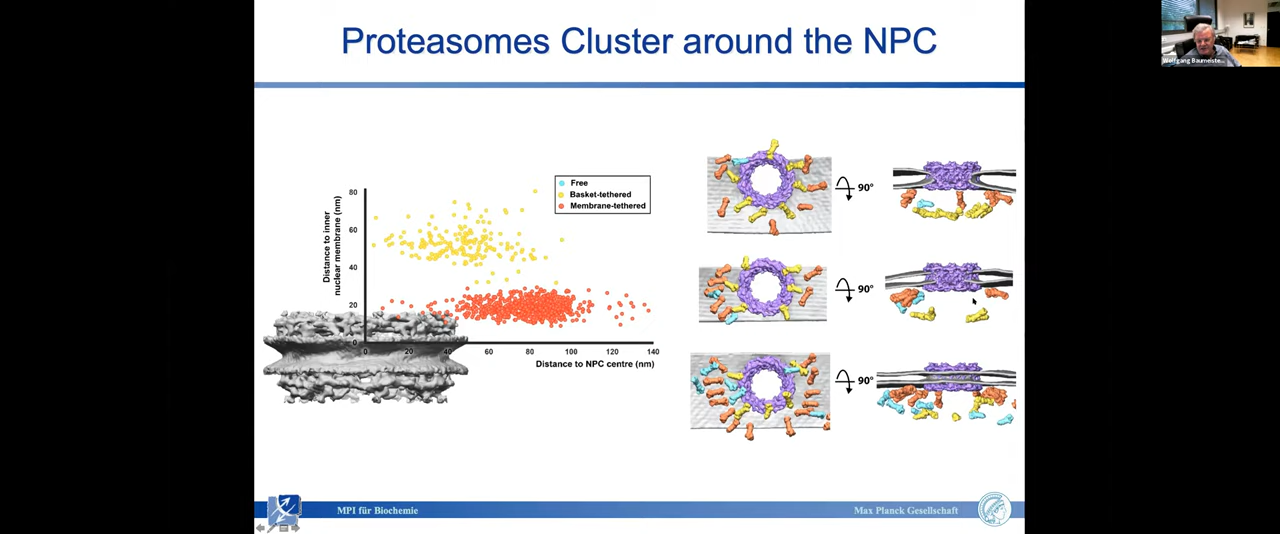 Proteasomes Cluster around the NPC
Wolfgang Baumeiste...
Free
Basket-tethered
Membrane-tethered
Distance to inner
nuclear membrane (nm)
80
60
40
20
0
0 20 40 60 80 100 120 140
Distance to NPC centre (nm)
90°
90°
90°
MPI für Biochemie
Max Planck Gesellschaft